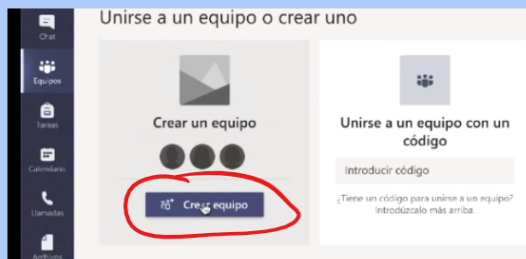 Unirse a un equipo o crear uno
Chat
Equipos
Tareas
Calendario
Llamadas
Archivos
Crear un equipo
Crear equipo
Unirse a un equipo con un
código
Introducir código
¿Tiene un código para unirse a un equipo?
Introdúzcalo más arriba.